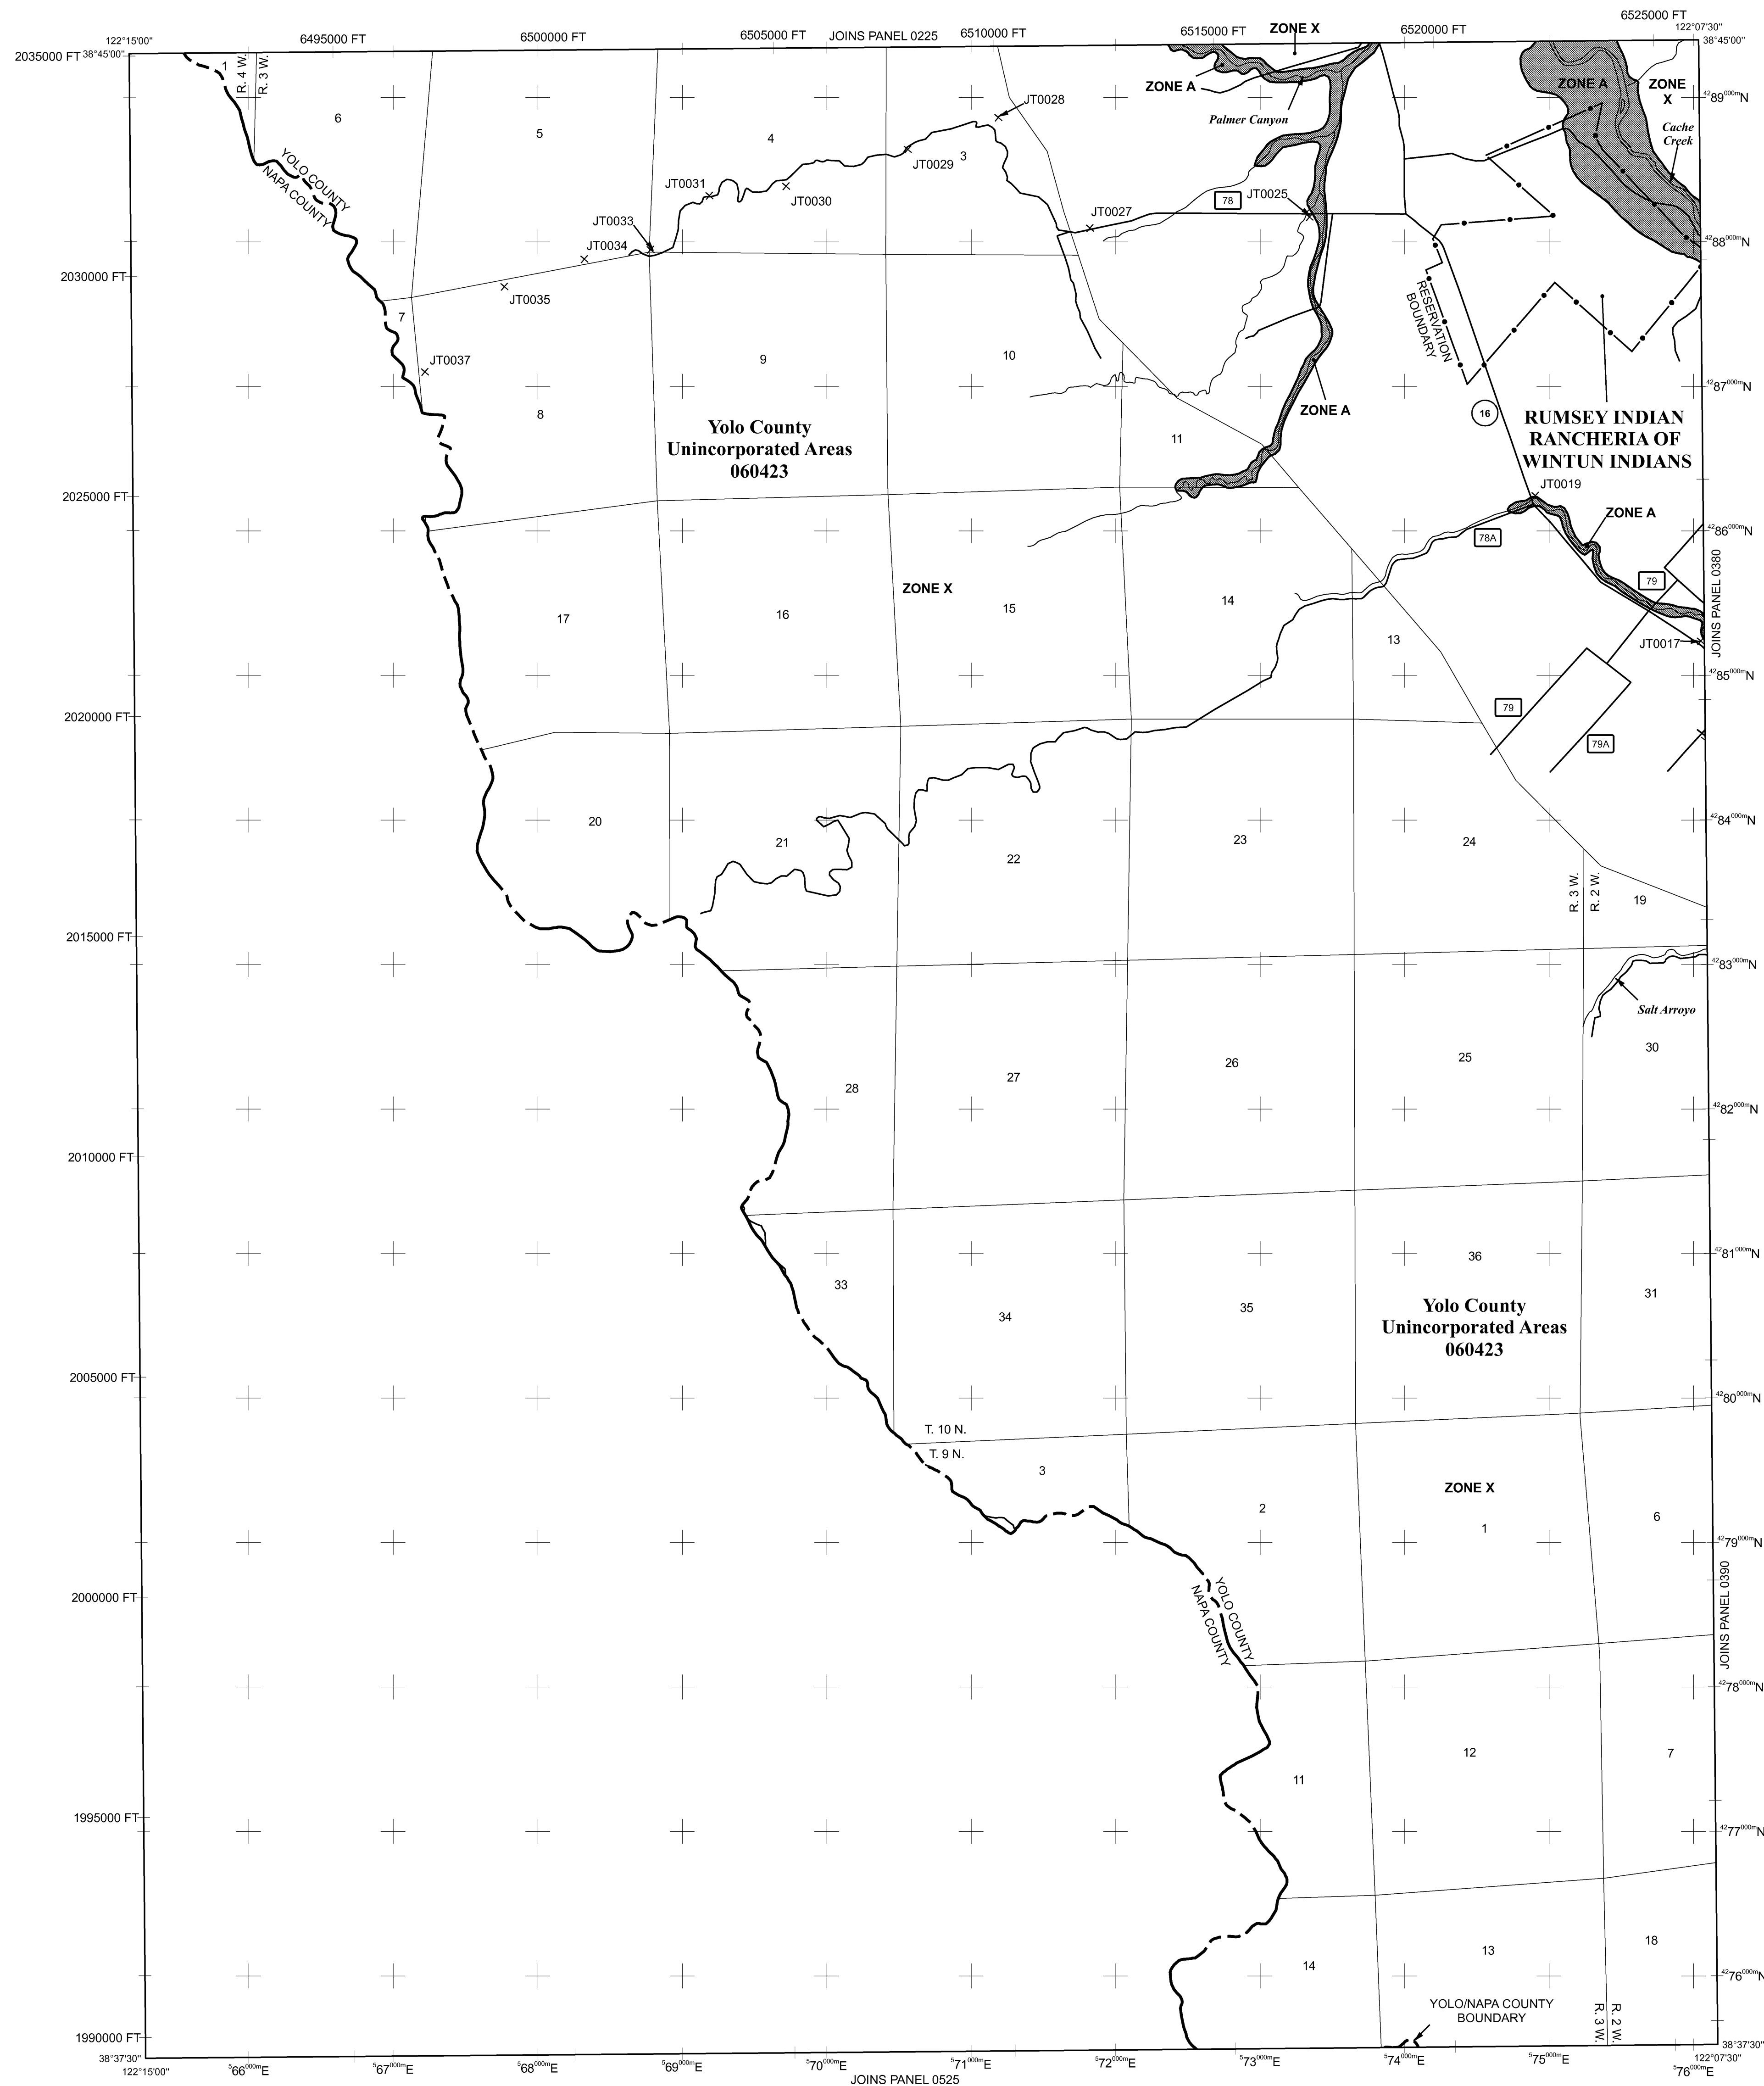 6525000 FT
6495000 FT
6500000 FT
6505000 FT
JOINS PANEL 0225
6510000 FT
6515000 FT
ZONE X
6520000 FT
122°15'00"
122°07'30"
38°45'00"
38°45'00"
2035000 FT
1
R. 4 W.
R. 3 W.
ZONE A
ZONE A
ZONE
X
4289000mN
JT0028
6
5
4
3
Palmer Canyon
Cache
Creek
YOLO COUNTY
NAPA COUNTY
JT0029
JT0031
JT0030
JT0025
78
JT0027
JT0033
JT0034
4288000mN
2030000 FT
JT0035
RESERVATION
BOUNDARY
7
JT0037
9
10
4287000mN
8
ZONE A
16
RUMSEY INDIAN
RANCHERIA OF
WINTUN INDIANS
Yolo County
Unincorporated Areas
060423
11
2025000 FT
JT0019
ZONE A
4286000mN
78A
JOINS PANEL 0380
79
ZONE X
17
16
15
14
13
JT0017
4285000mN
2020000 FT
79
79A
20
21
22
23
24
4284000mN
R. 3 W.
R. 2 W.
19
2015000 FT
4283000mN
Salt Arroyo
30
28
27
26
25
4282000mN
2010000 FT
4281000mN
36
33
34
35
31
Yolo County
Unincorporated Areas
060423
2005000 FT
4280000mN
T. 10 N.
T. 9 N.
3
ZONE X
2
1
6
4279000mN
YOLO COUNTY
NAPA COUNTY
2000000 FT
JOINS PANEL 0390
4278000mN
12
7
11
1995000 FT
4277000mN
14
13
18
4276000mN
YOLO/NAPA COUNTY
BOUNDARY
R. 3 W.
R. 2 W.
1990000 FT
38°37'30"
38°37'30"
122°15'00"
566000mE
567000mE
568000mE
569000mE
570000mE
571000mE
572000mE
573000mE
574000mE
575000mE
576000mE
122°07'30"
JOINS PANEL 0525